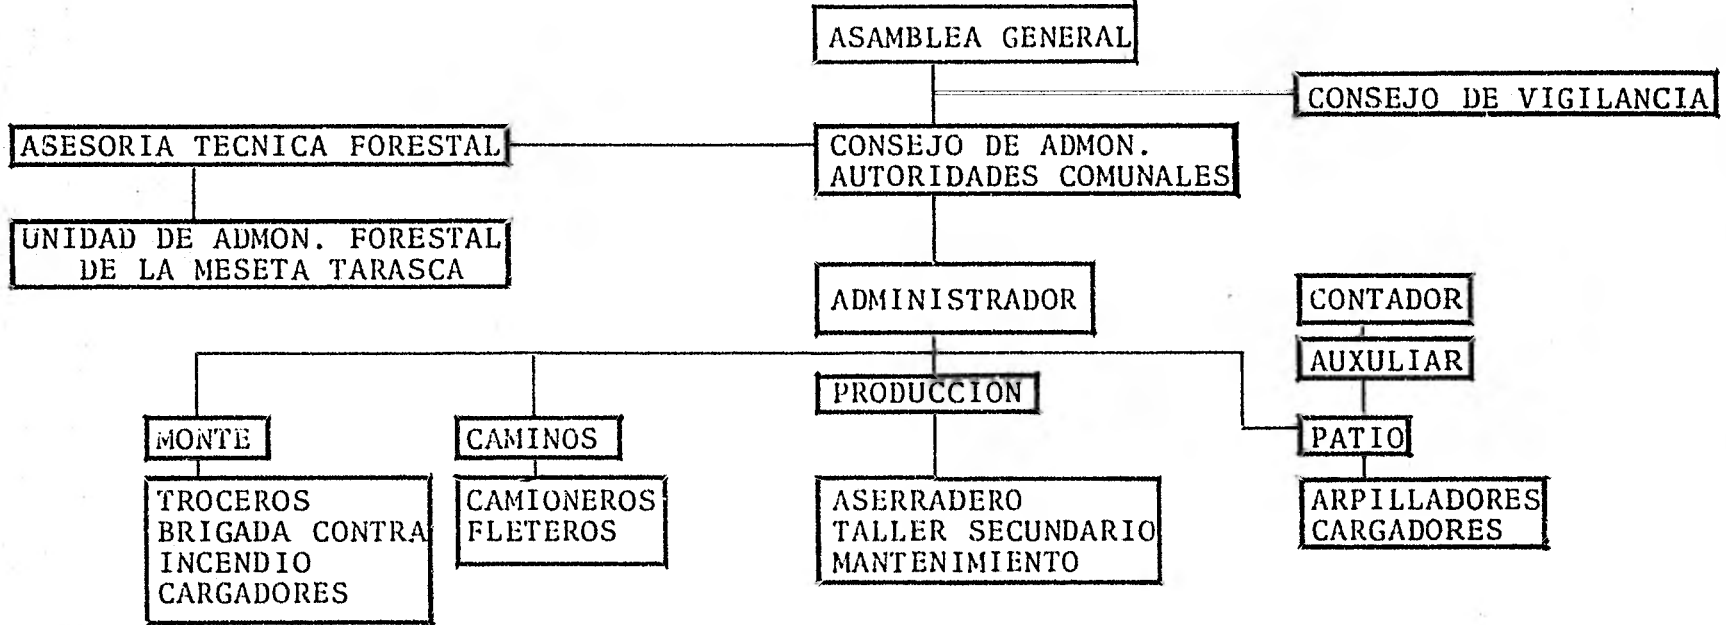 ASAMBLEA GENERAL
CONSEJO DE VIGILANCIA
ASESORIA TECNICA FORESTAL
CONSEJO DE ADMON.
AUTORIDADES COMUNALES
UNIDAD DE ADMON. FORESTAL
DE LA MESETA TARASCA
ADMINISTRADOR
CONTADOR
AUXULIAR
PRODUCCION
MONTE
CAMINOS
PATIO
TROCEROS
BRIGADA CONTRA
INCENDIO
CARGADORES
CAMIONEROS
FLETEROS
ASERRADERO
TALLER SECUNDARIO
MANTENIMIENTO
ARPILLADORES
CARGADORES